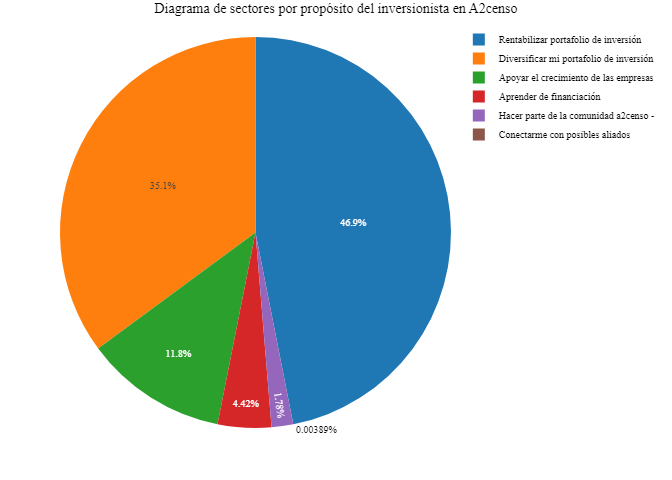 Diagrama de sectores por propósito del inversionista en A2censo
Rentabilizar portafolio de inversión
Diversificar mi portafolio de inversión
Apoyar el crecimiento de las empresas
Aprender de financiación
Hacer parte de la comunidad a2censo -
Conectarme con posibles aliados
35.1%
46.9%
11.8%
4.42%
1.78%
0.00389%